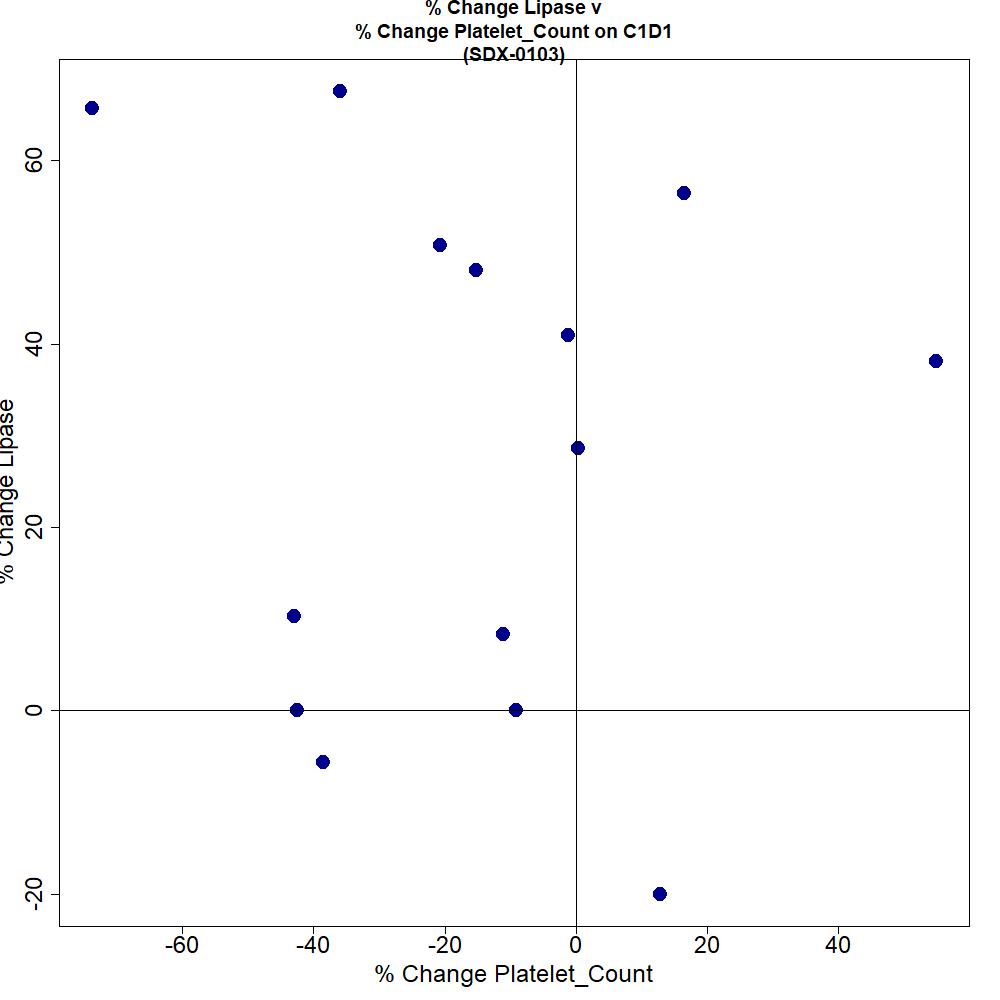 % Change Lipase v
% Change Platelet_Count on C1D1
(SDX-0103)
% Change Lipase
60
40
20
0
-20
-60
-40
-20
0
20
40
% Change Platelet_Count